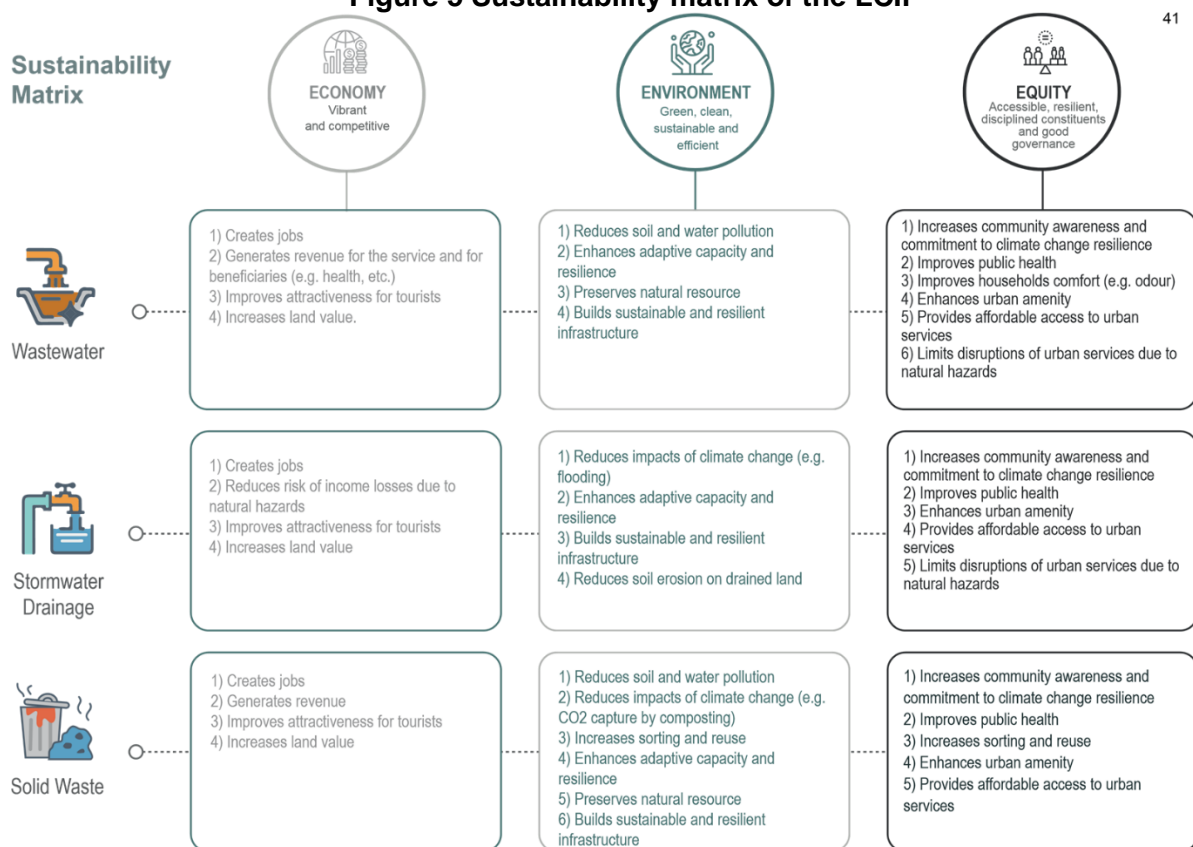 Figure 5 Sustainability matrix of the LCIP
41
Sustainability
Matrix
ECONOMY
Vibrant
and competitive
ENVIRONMENT
Green, clean,
sustainable and
efficient
EQUITY
Accessible, resilient,
disciplined constituents
and good
governance
Wastewater
1) Creates jobs
2) Generates revenue for the service and for
beneficiaries (e.g. health, etc.)
3) Improves attractiveness for tourists
4) Increases land value.
1) Reduces soil and water pollution
2) Enhances adaptive capacity and
resilience
3) Preserves natural resource
4) Builds sustainable and resilient
infrastructure
1) Increases community awareness and
commitment to climate change resilience
2) Improves public health
3) Improves households comfort (e.g. odour)
4) Enhances urban amenity
5) Provides affordable access to urban
services
6) Limits disruptions of urban services due to
natural hazards
Stormwater
Drainage
1) Creates jobs
2) Reduces risk of income losses due to
natural hazards
3) Improves attractiveness for tourists
4) Increases land value
1) Reduces impacts of climate change (e.g.
flooding)
2) Enhances adaptive capacity and
resilience
3) Builds sustainable and resilient
infrastructure
4) Reduces soil erosion on drained land
1) Increases community awareness and
commitment to climate change resilience
2) Improves public health
3) Enhances urban amenity
4) Provides affordable access to urban
services
5) Limits disruptions of urban services due to
natural hazards
Solid Waste
1) Creates jobs
2) Generates revenue
3) Improves attractiveness for tourists
4) Increases land value
1) Reduces soil and water pollution
2) Reduces impacts of climate change (e.g.
CO2 capture by composting)
3) Increases sorting and reuse
4) Enhances adaptive capacity and
resilience
5) Preserves natural resource
6) Builds sustainable and resilient
infrastructure
1) Increases community awareness and
commitment to climate change resilience
2) Improves public health
3) Increases sorting and reuse
4) Enhances urban amenity
5) Provides affordable access to urban
services